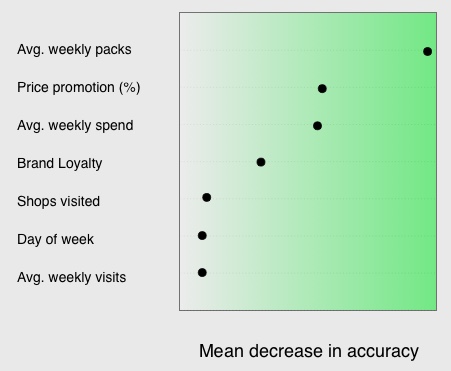 Avg. weekly packs
Price promotion (%)
Avg. weekly spend
Brand Loyalty
Shops visited
Day of week
Avg. weekly visits
Mean decrease in accuracy